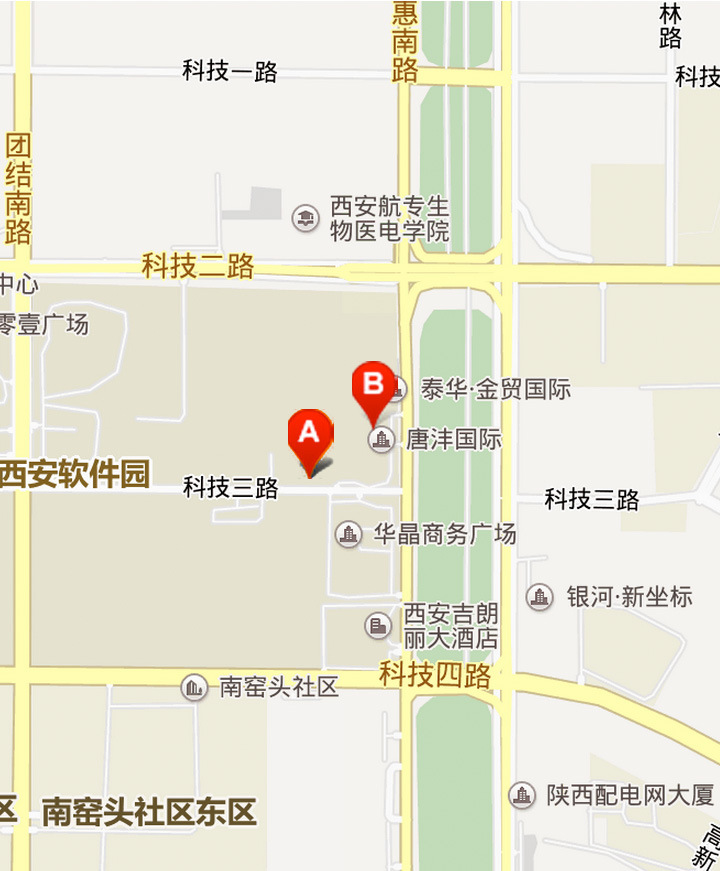 惠南路
林路
科技一路
科技
团结南路
西安航专生
物医电学院
科技二路
中心
零壹广场
B
泰华·金贸国际
A
唐沣国际
西安软件园
科技三路
科技三路
华晶商务广场
银河·新坐标
西安吉朗
丽大酒店
科技四路
南窑头社区
陕西配电网大厦
区
南窑头社区东区
高新